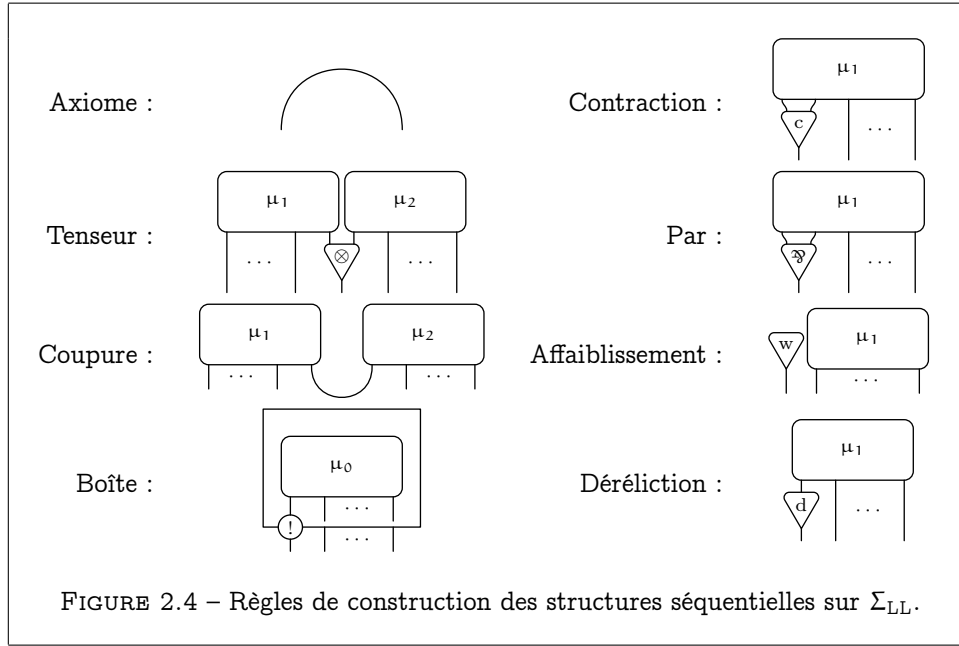 Axiome :
Contraction :
μ₁
c
...
Tenseur :
μ₁
μ₂
...
⊗
...
Par :
μ₁
⅋
...
Coupure :
μ₁
μ₂
...
...
Affaiblissement :
w
μ₁
...
Boîte :
μ₀
...
!
...
Déréliction :
μ₁
d
...
FIGURE 2.4 – Règles de construction des structures séquentielles sur Σ_LL.